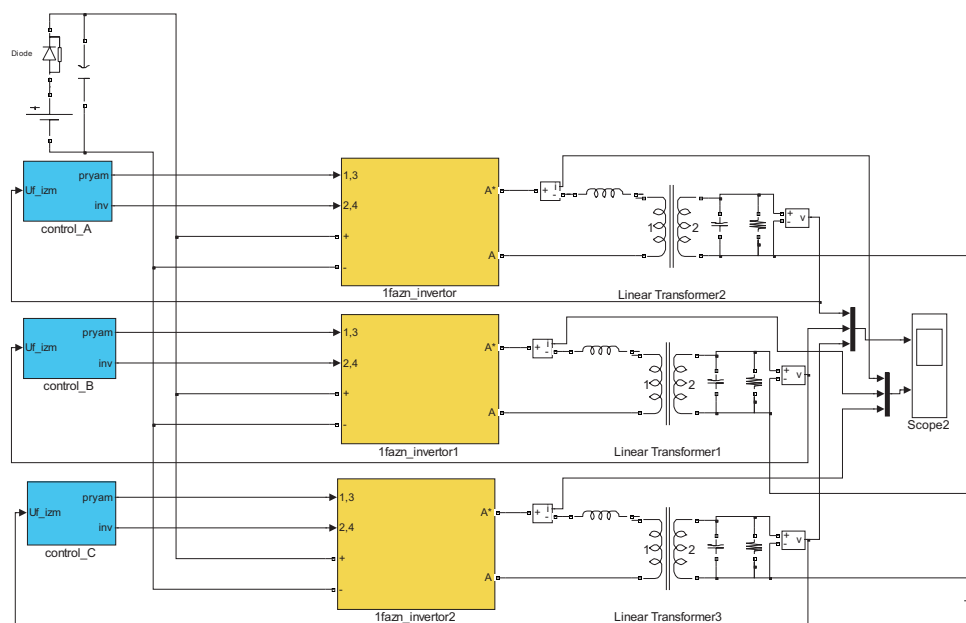 Diode
control_A
Uf_izm
pryam
inv
1,3
2,4
+
-
A*
A
1fazn_invertor
+
-
i
1
2
Linear Transformer2
+
-
v
control_B
Uf_izm
pryam
inv
1,3
2,4
+
-
A*
A
1fazn_invertor1
+
-
i
1
2
Linear Transformer1
+
-
v
Scope2
control_C
Uf_izm
pryam
inv
1,3
2,4
+
-
A*
A
1fazn_invertor2
+
-
i
1
2
Linear Transformer3
+
-
v